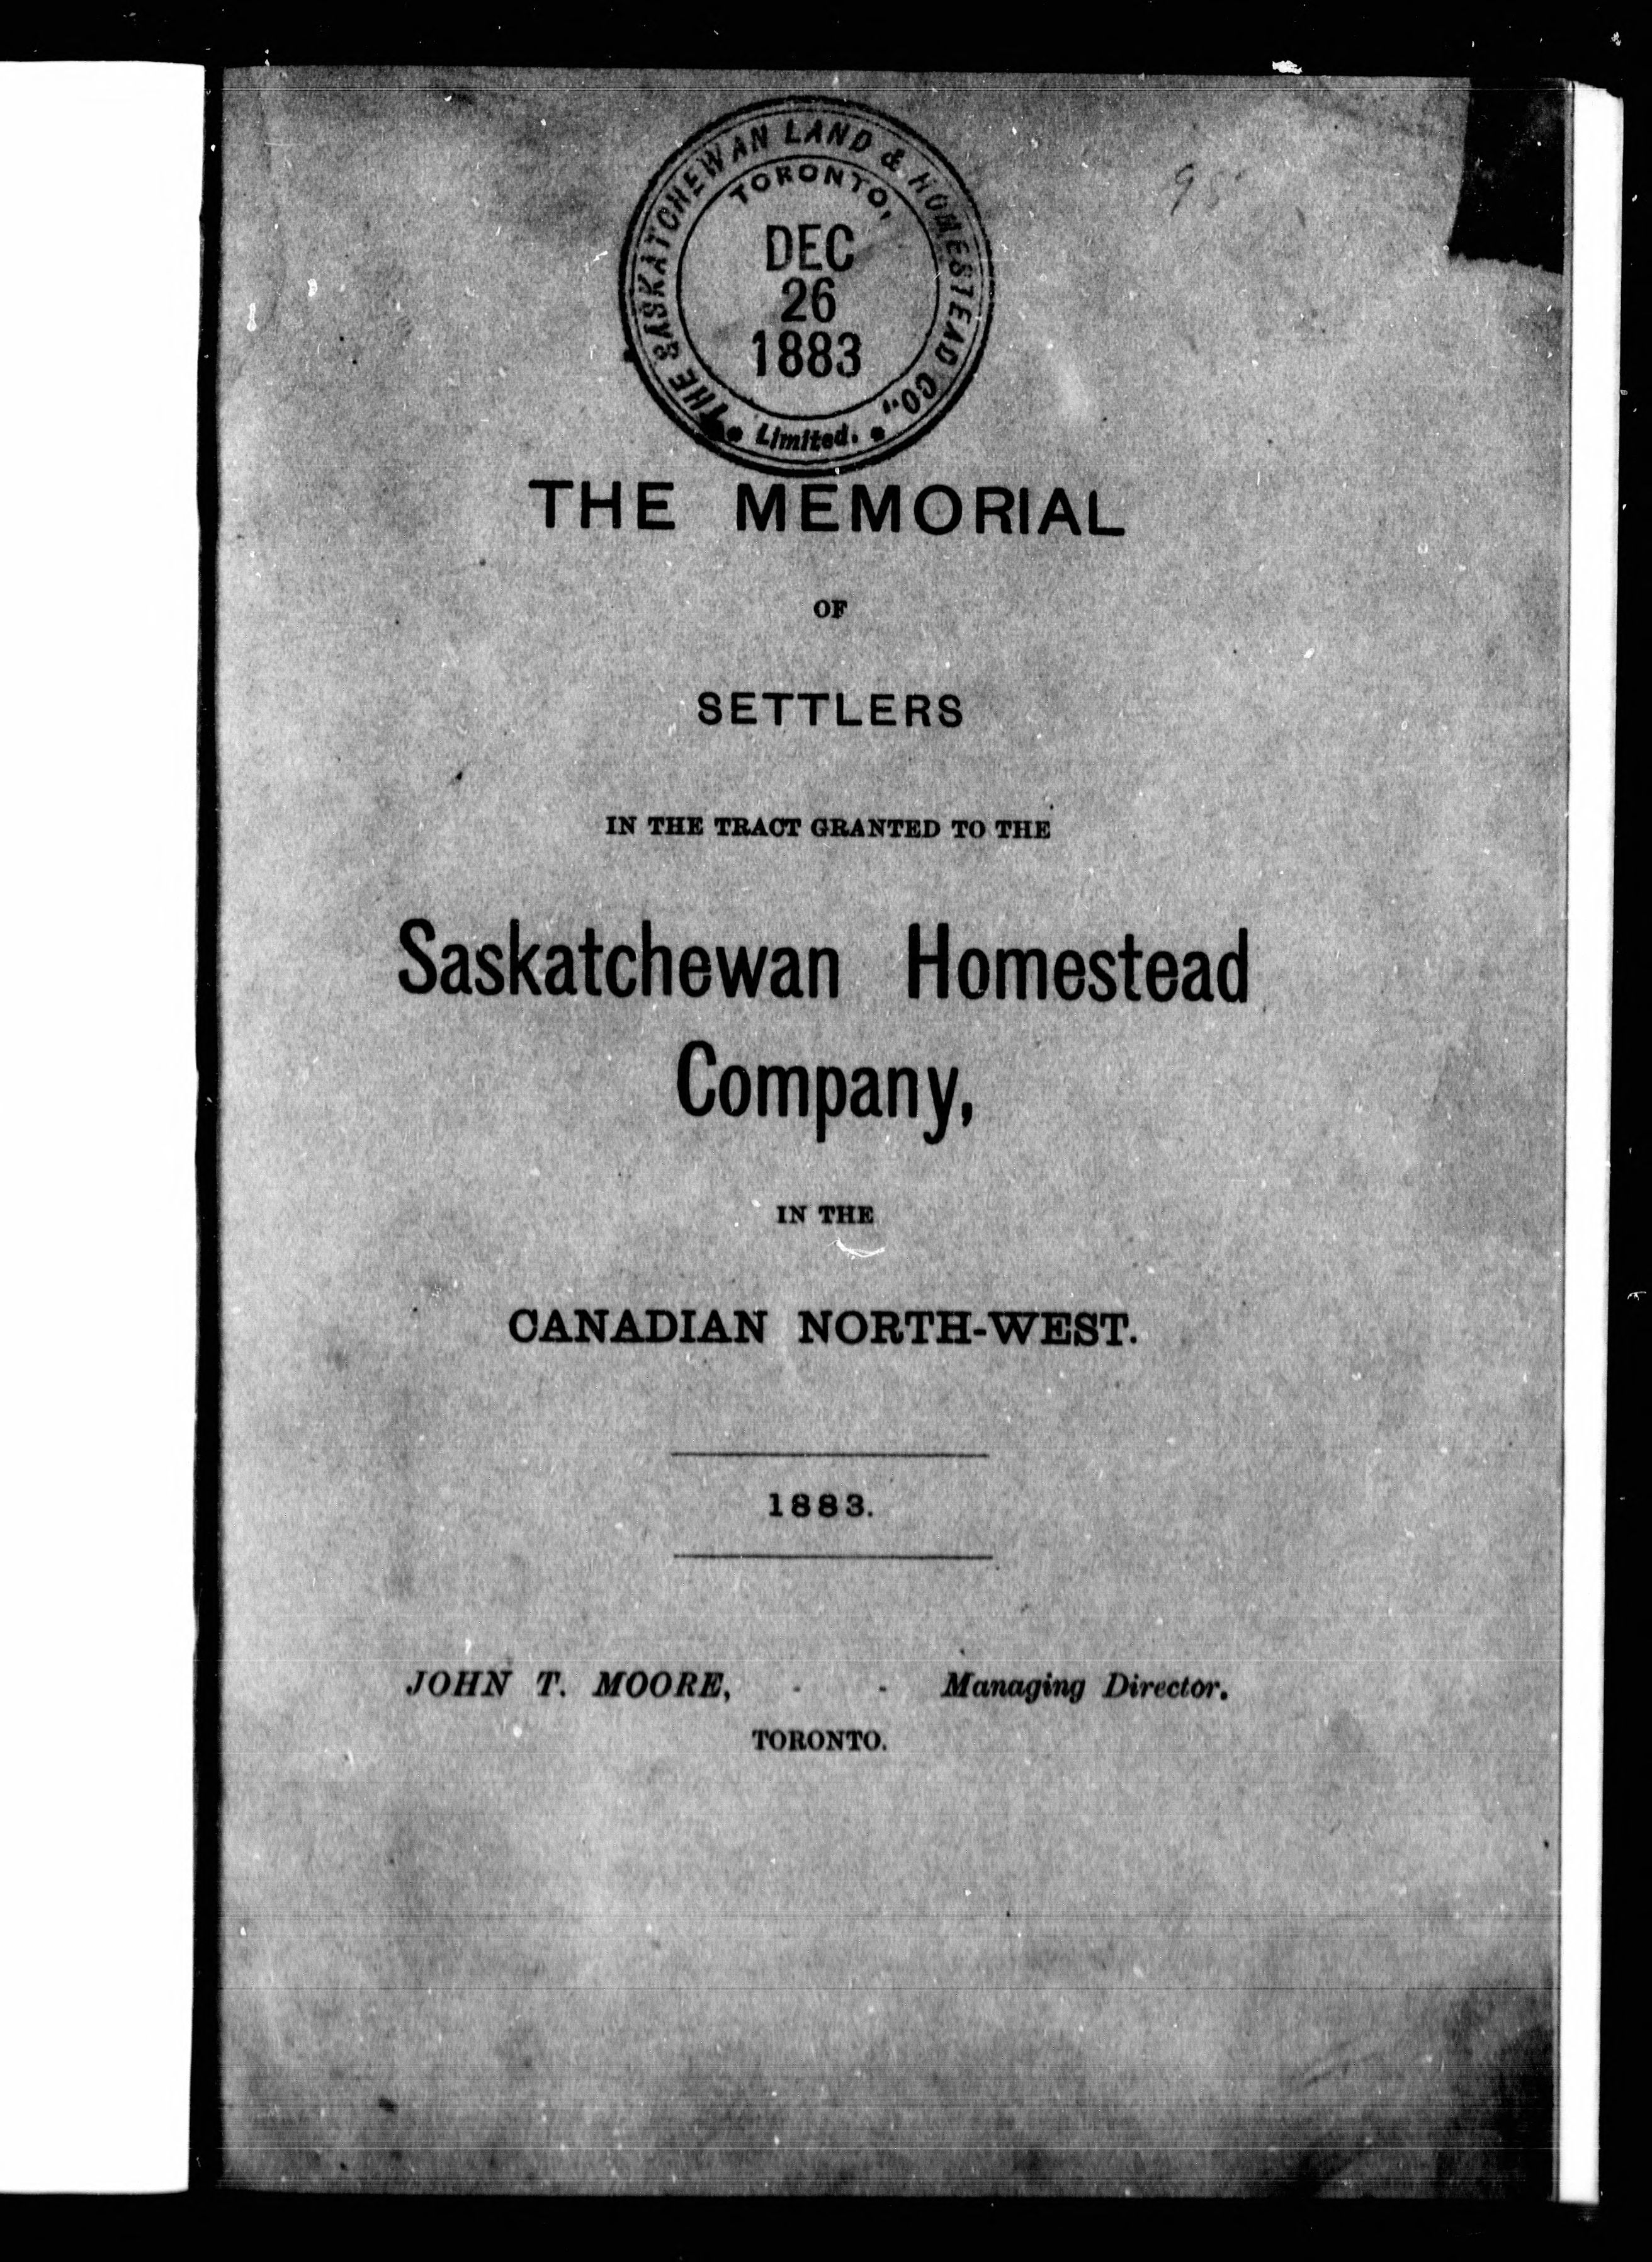 THE SASKATCHEWAN LAND & HOMESTEAD CO.,
TORONTO,
DEC
26
1883
Limited.
THE MEMORIAL
OF
SETTLERS
IN THE TRACT GRANTED TO THE
Saskatchewan Homestead
Company,
IN THE
CANADIAN NORTH-WEST.
1883.
JOHN T. MOORE, - - Managing Director.
TORONTO.